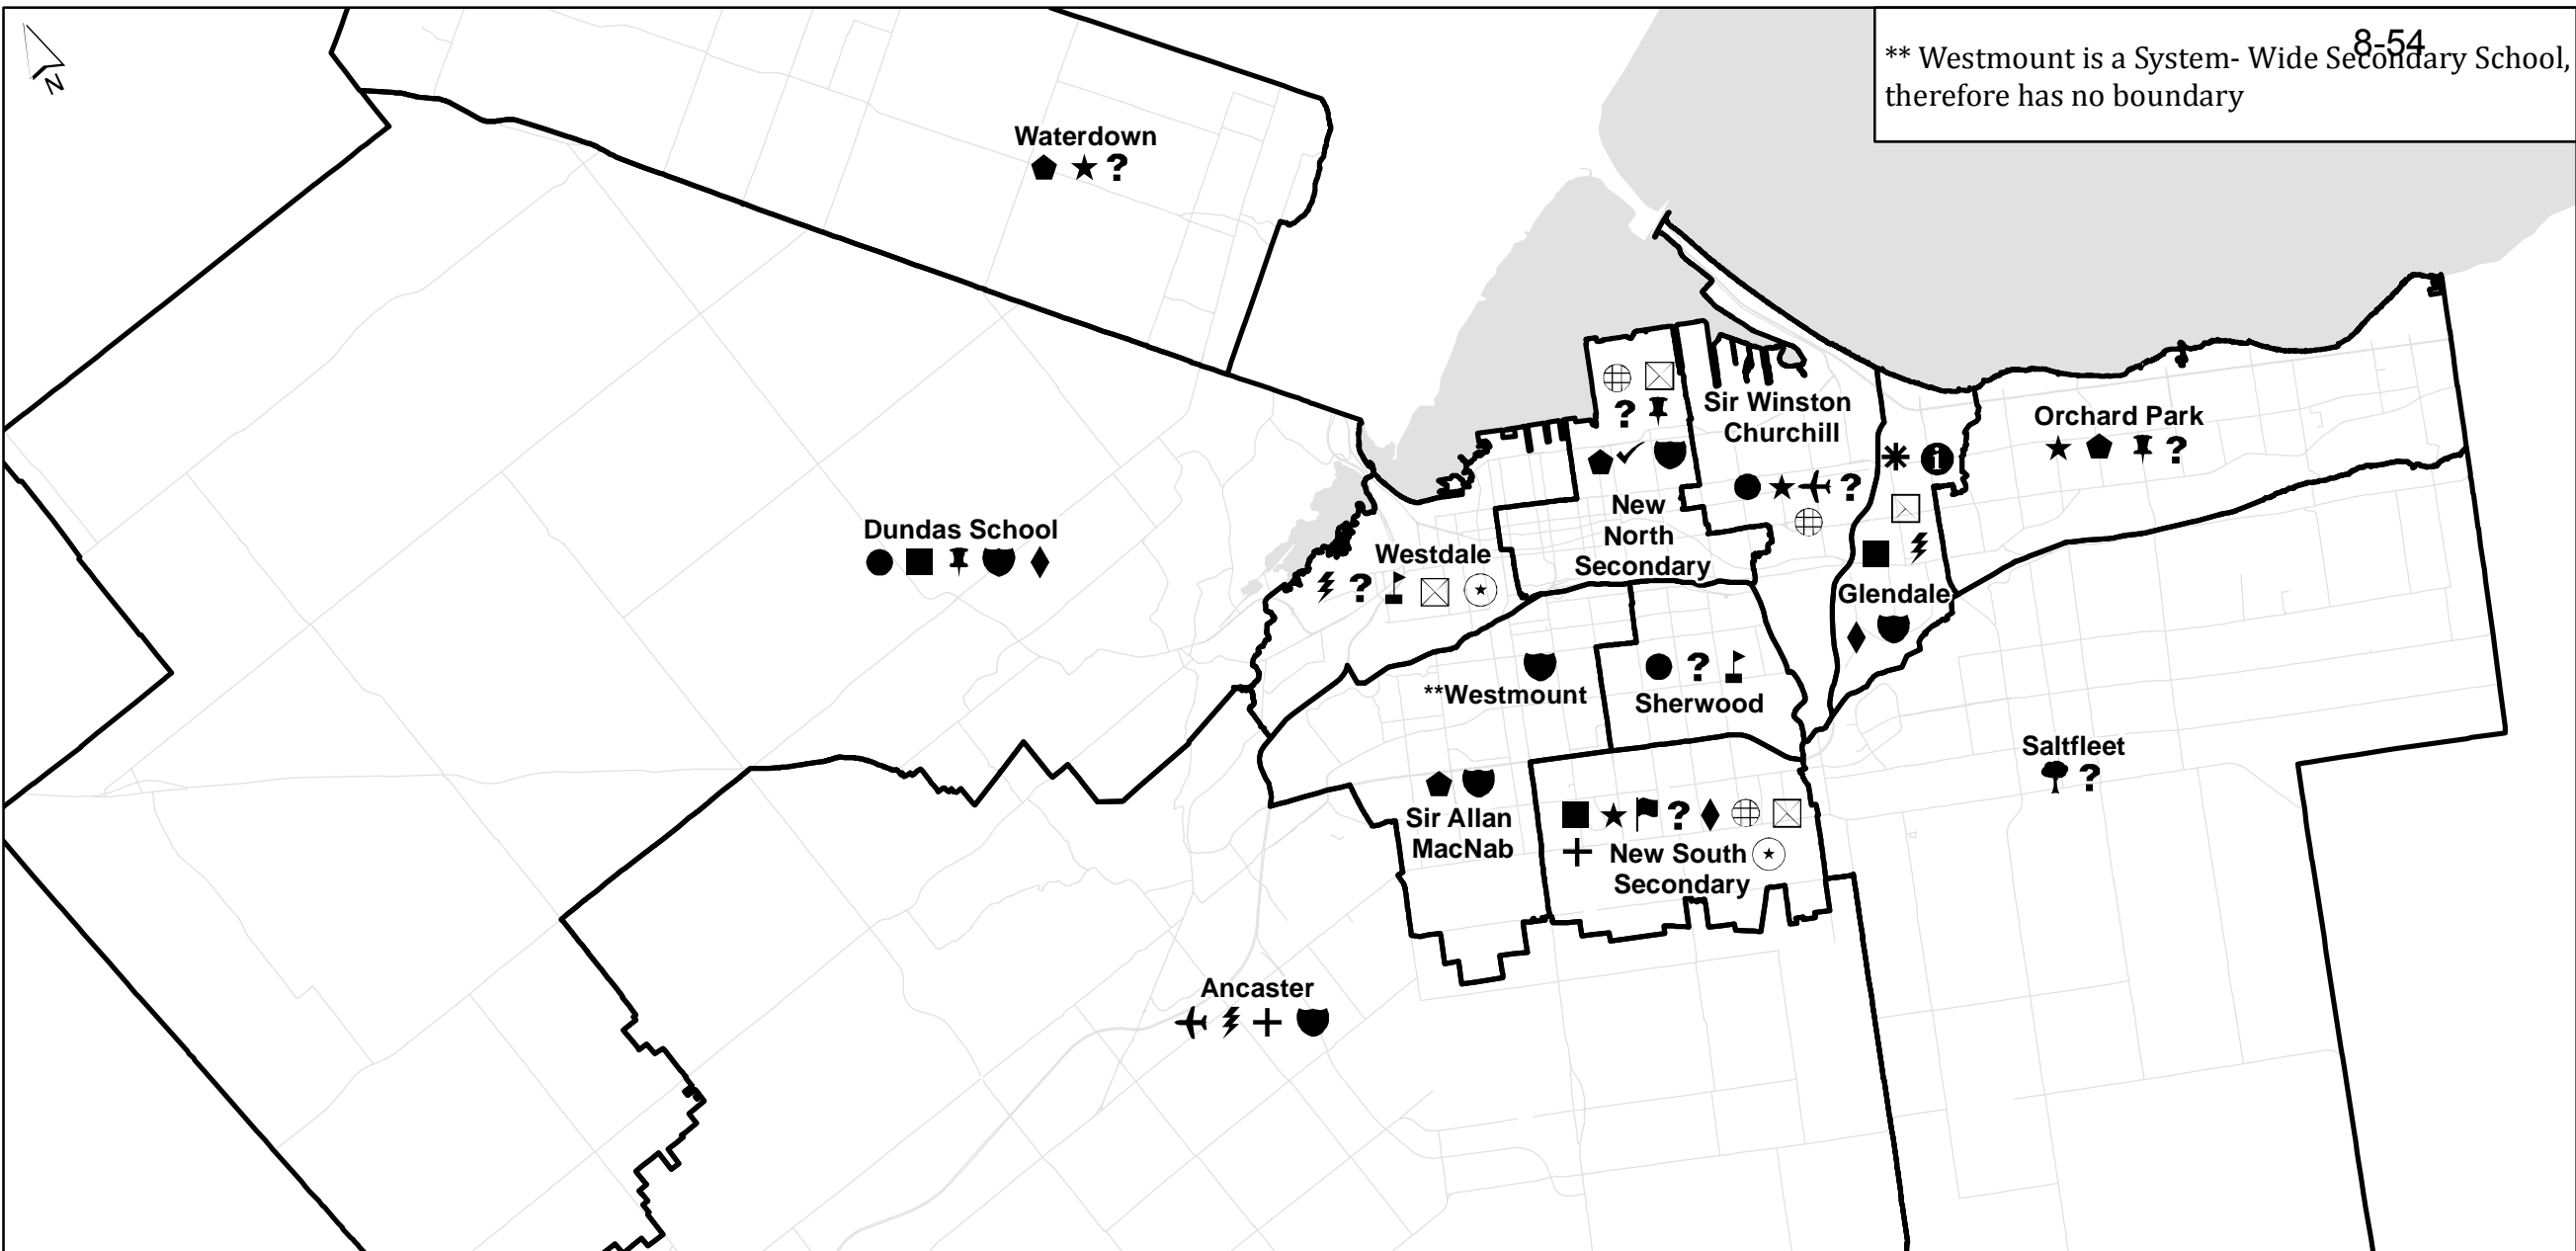 8-54
** Westmount is a System- Wide Secondary School,
therefore has no boundary
N
Waterdown
?
Sir Winston
Churchill
?
?
Orchard Park
?
New
North
Secondary
Dundas School
Westdale
?
Glendale
**Westmount
?
Sherwood
Saltfleet
?
Sir Allan
MacNab
?
New South
Secondary
Ancaster